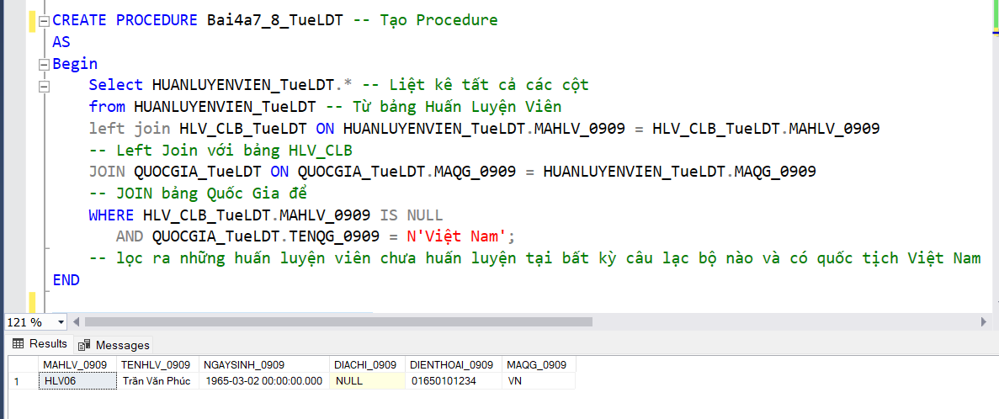 CREATE PROCEDURE Bai4a7_8_TueLDT -- Tạo Procedure
AS
Begin
Select HUANLUYENVIEN_TueLDT.* -- Liệt kê tất cả các cột
from HUANLUYENVIEN_TueLDT -- Từ bảng Huấn Luyện Viên
left join HLV_CLB_TueLDT ON HUANLUYENVIEN_TueLDT.MAHLV_0909 = HLV_CLB_TueLDT.MAHLV_0909
-- Left Join với bảng HLV_CLB
JOIN QUOCGIA_TueLDT ON QUOCGIA_TueLDT.MAQG_0909 = HUANLUYENVIEN_TueLDT.MAQG_0909
-- JOIN bảng Quốc Gia để
WHERE HLV_CLB_TueLDT.MAHLV_0909 IS NULL
AND QUOCGIA_TueLDT.TENQG_0909 = N'Việt Nam';
-- lọc ra những huấn luyện viên chưa huấn luyện tại bất kỳ câu lạc bộ nào và có quốc tịch Việt Nam
END
121 %
Results Messages
MAHLV_0909 TENHLV_0909 NGAYSINH_0909 DIACHI_0909 DIENTHOAI_0909 MAQG_0909
1 HLV06 Trần Văn Phúc 1965-03-02 00:00:00.000 NULL 01650101234 VN